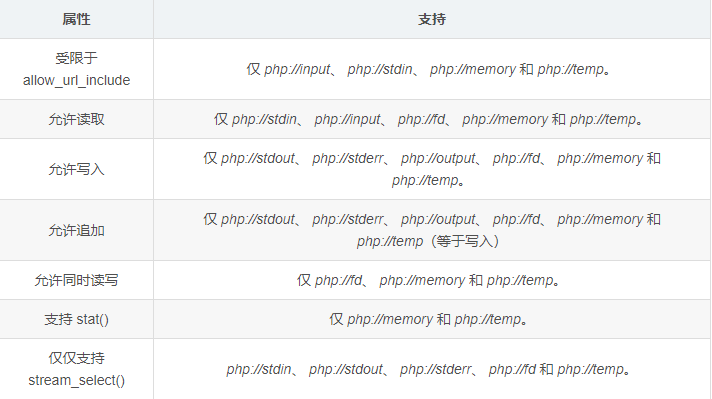 属性 支持
受限于
allow_url_include
仅 php://input、 php://stdin、 php://memory 和 php://temp。
允许读取 仅 php://stdin、 php://input、 php://fd、 php://memory 和 php://temp。
允许写入
仅 php://stdout、 php://stderr、 php://output、 php://fd、 php://memory 和
php://temp。
允许追加
仅 php://stdout、 php://stderr、 php://output、 php://fd、 php://memory 和
php://temp（等于写入）
允许同时读写 仅 php://fd、 php://memory 和 php://temp。
支持 stat() 仅 php://memory 和 php://temp。
仅仅支持
stream_select()
php://stdin、 php://stdout、 php://stderr、 php://fd 和 php://temp。